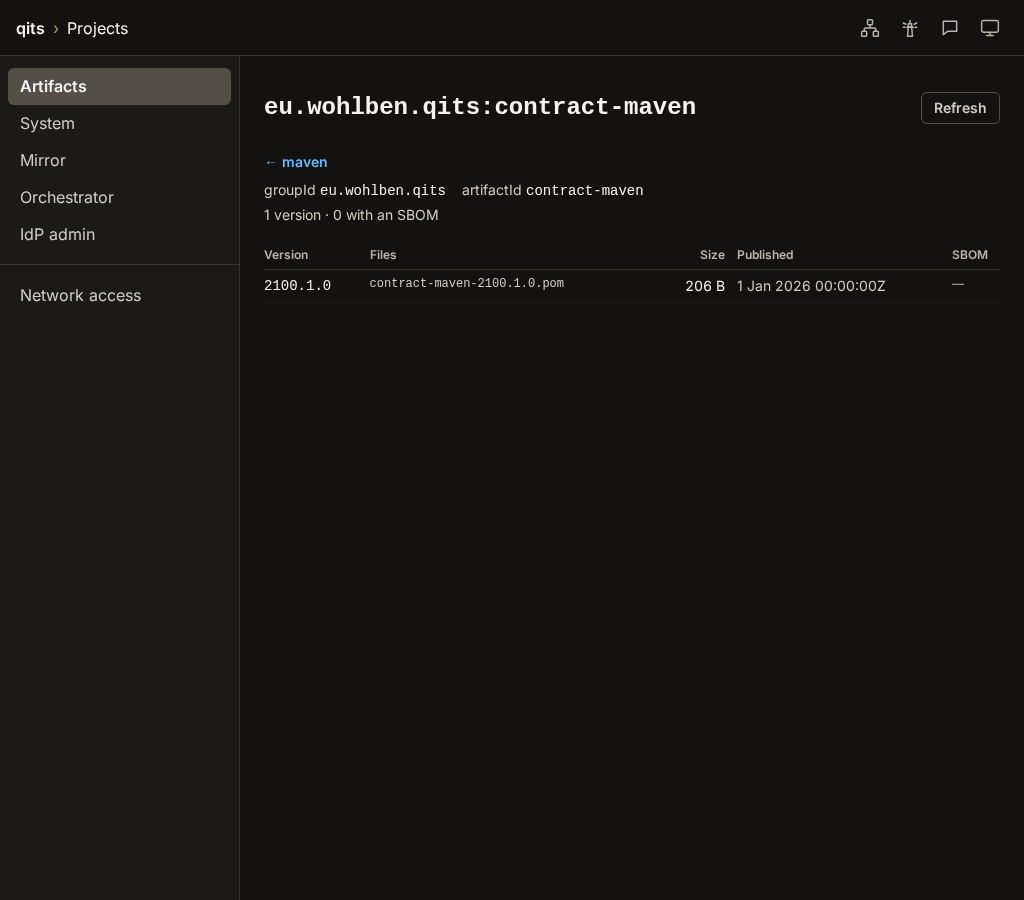 qits › Projects
Artifacts
System
Mirror
Orchestrator
IdP admin
Network access
eu.wohlben.qits:contract-maven
Refresh
← maven
groupId eu.wohlben.qits artifactId contract-maven
1 version · 0 with an SBOM
Version Files Size Published SBOM
2100.1.0 contract-maven-2100.1.0.pom 206 B 1 Jan 2026 00:00:00Z —